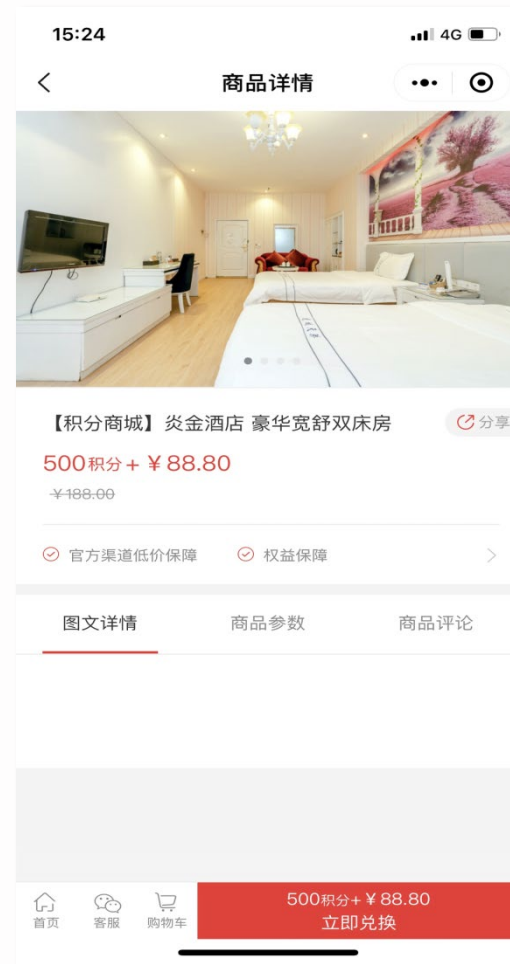 15:24
4G
商品详情
【积分商城】炎金酒店 豪华宽舒双床房
分享
500积分+￥88.80
￥188.00
官方渠道低价保障 权益保障
图文详情 商品参数 商品评论
首页 客服 购物车
500积分+￥88.80
立即兑换